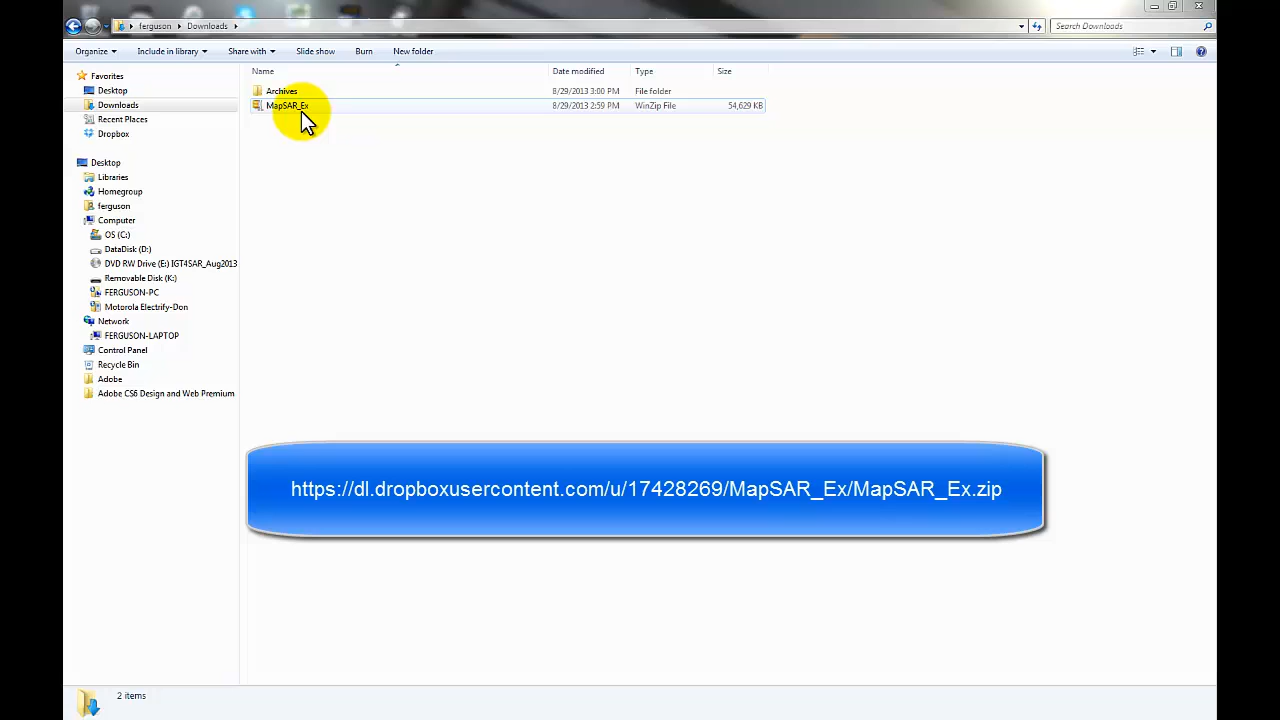 ferguson Downloads Search Downloads
Organize Include in library Share with Slide show Burn New folder
Name Date modified Type Size
Favorites
Desktop
Downloads
Recent Places
Dropbox
Desktop
Libraries
Homegroup
ferguson
Computer
OS (C:)
DataDisk (D:)
DVD RW Drive (E:) IGT4SAR_Aug2013
Removable Disk (K:)
FERGUSON-PC
Motorola Electrify-Don
Network
FERGUSON-LAPTOP
Control Panel
Recycle Bin
Adobe
Adobe CS6 Design and Web Premium
Archives 8/29/2013 3:00 PM File folder
MapSAR_Ex 8/29/2013 2:59 PM WinZip File 54,629 KB
https://dl.dropboxusercontent.com/u/17428269/MapSAR_Ex/MapSAR_Ex.zip
2 items